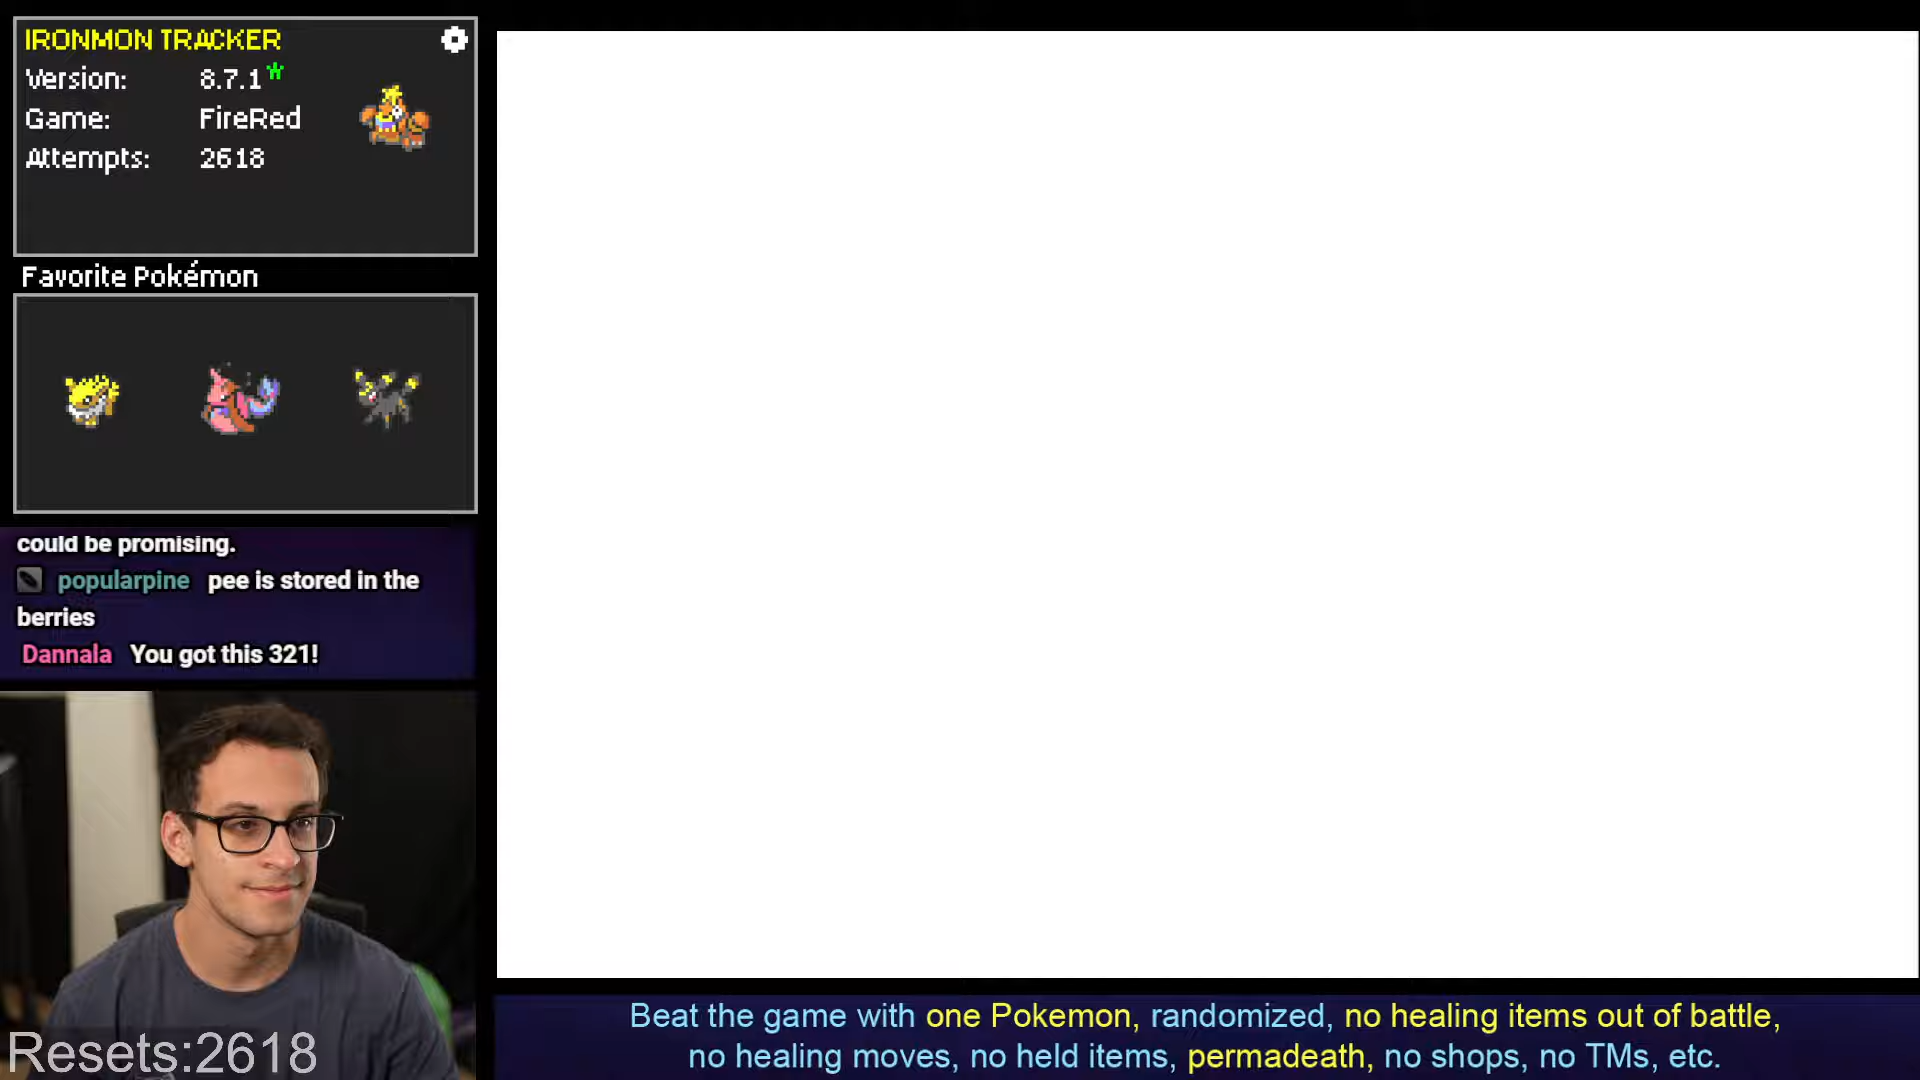 IRONMON TRACKER
Version: 8.7.1
Game: FireRed
Attempts: 2618
Favorite Pokémon
could be promising.
popularpine pee is stored in the
berries
Dannala You got this 321!
Resets:2618
Beat the game with one Pokemon, randomized, no healing items out of battle,
no healing moves, no held items, permadeath, no shops, no TMs, etc.